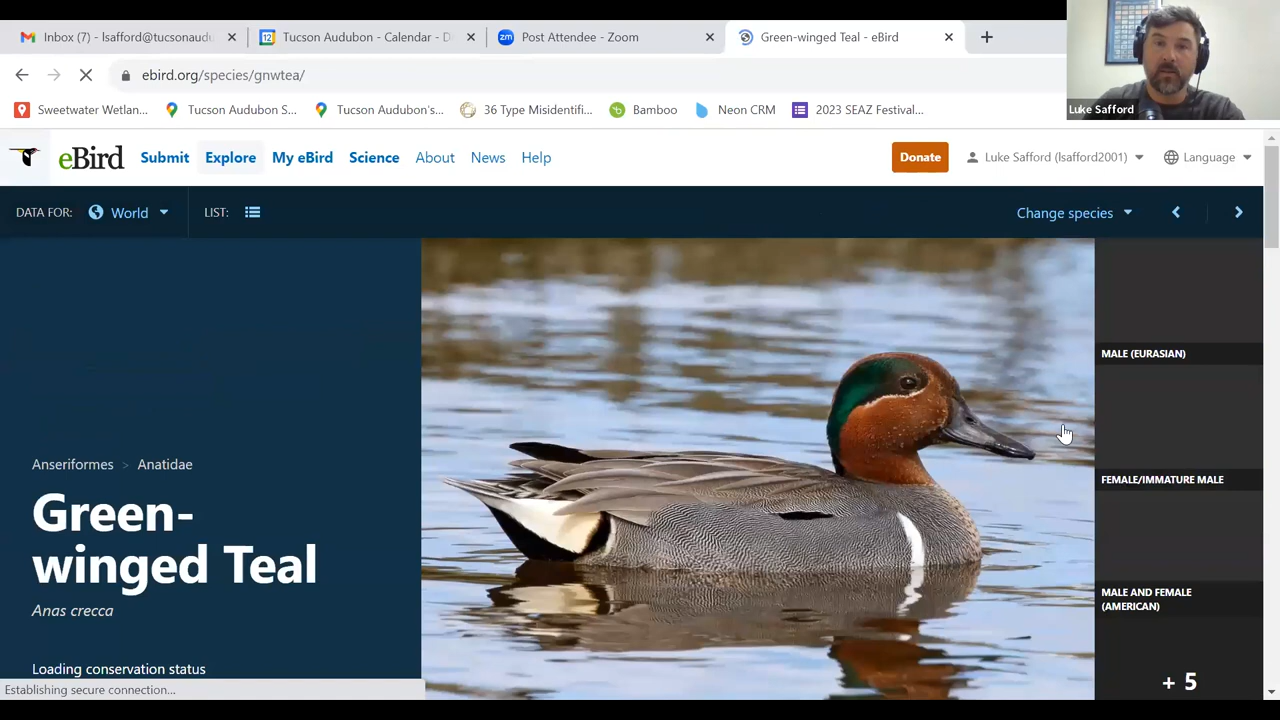 Inbox (7) - lsafford@tucsonaudu
Tucson Audubon - Calendar -
Post Attendee - Zoom
Green-winged Teal - eBird
ebird.org/species/gnwtea/
Sweetwater Wetlan...
Tucson Audubon S...
Tucson Audubon's...
36 Type Misidentifi...
Bamboo
Neon CRM
2023 SEAZ Festival...
Luke Safford
eBird
Submit
Explore
My eBird
Science
About
News
Help
Donate
Luke Safford (lsafford2001)
Language
DATA FOR:
World
LIST:
Change species
MALE (EURASIAN)
FEMALE/IMMATURE MALE
MALE AND FEMALE
(AMERICAN)
+ 5
Anseriformes > Anatidae
Green-
winged Teal
Anas crecca
Loading conservation status
Establishing secure connection...